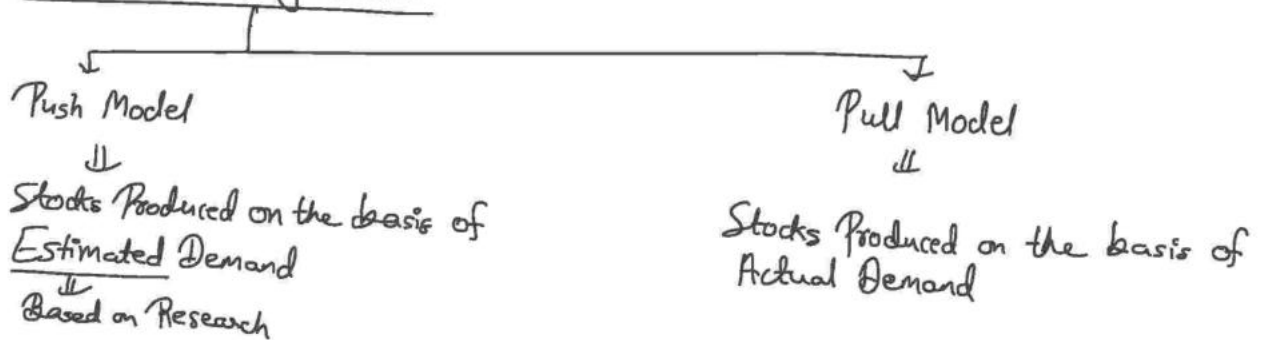 Push Model
Pull Model
Stocks Produced on the basis of
Estimated Demand
Based on Research
Stocks Produced on the basis of
Actual Demand